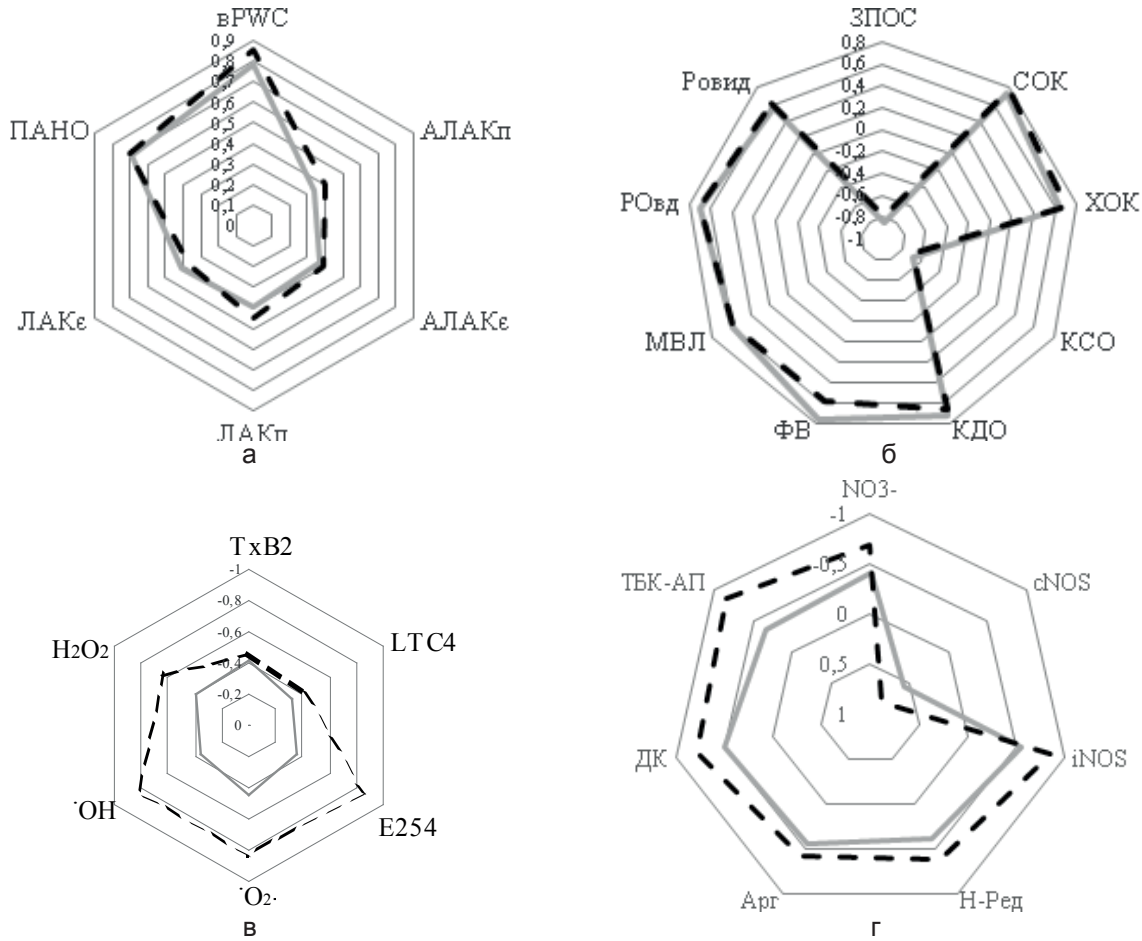 вPWC
0,9
0,8
0,7
0,6
0,5
0,4
0,3
0,2
0,1
0
ПАНО
АЛАКп
ЛАКє
АЛАКє
ЛАКп
а
ЗПОС
0,8
0,6
0,4
0,2
0
-0,2
-0,4
-0,6
-0,8
-1
Ровид
СОК
РОвд
ХОК
МВЛ
КСО
ФВ
КДО
б
TxB2
-1
-0,8
-0,6
-0,4
-0,2
0
H2O2
LTC4
˙OH
E254
˙O2·
в
NO3-
-1
-0,5
0
0,5
1
ТБК-АП
cNOS
ДК
iNOS
Арг
Н-Ред
г